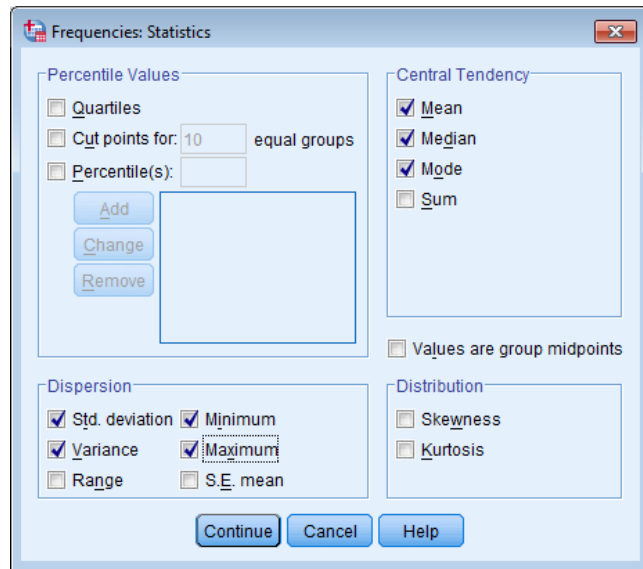 Frequencies: Statistics
Percentile Values
Quartiles
Cut points for: 10 equal groups
Percentile(s):
Add
Change
Remove
Central Tendency
Mean
Median
Mode
Sum
Values are group midpoints
Dispersion
Std. deviation Minimum
Variance Maximum
Range S.E. mean
Distribution
Skewness
Kurtosis
Continue Cancel Help